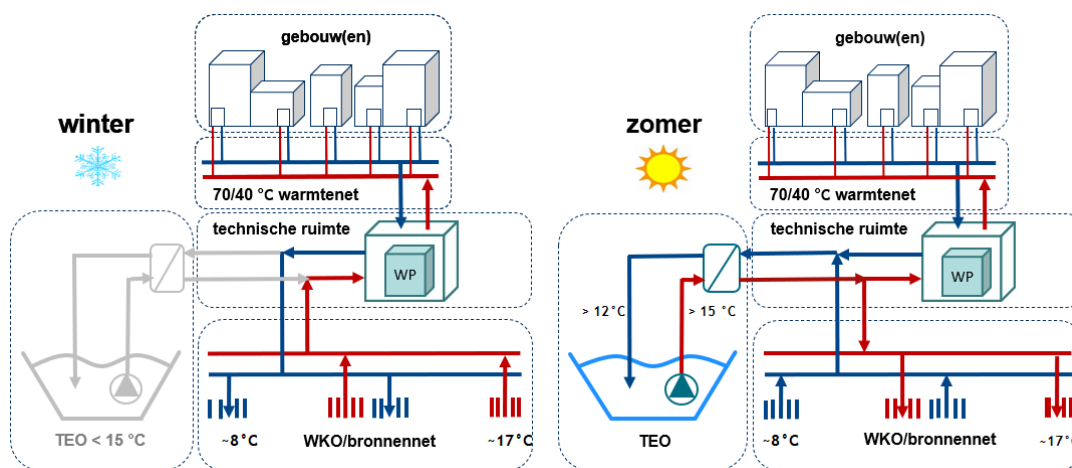 gebouw(en)
winter
70/40 °C warmtenet
technische ruimte
WP
TEO < 15 °C
~8°C
WKO/bronnennet
~17°C
gebouw(en)
zomer
70/40 °C warmtenet
technische ruimte
WP
> 12°C
> 15 °C
TEO
~8°C
WKO/bronnennet
~17°C